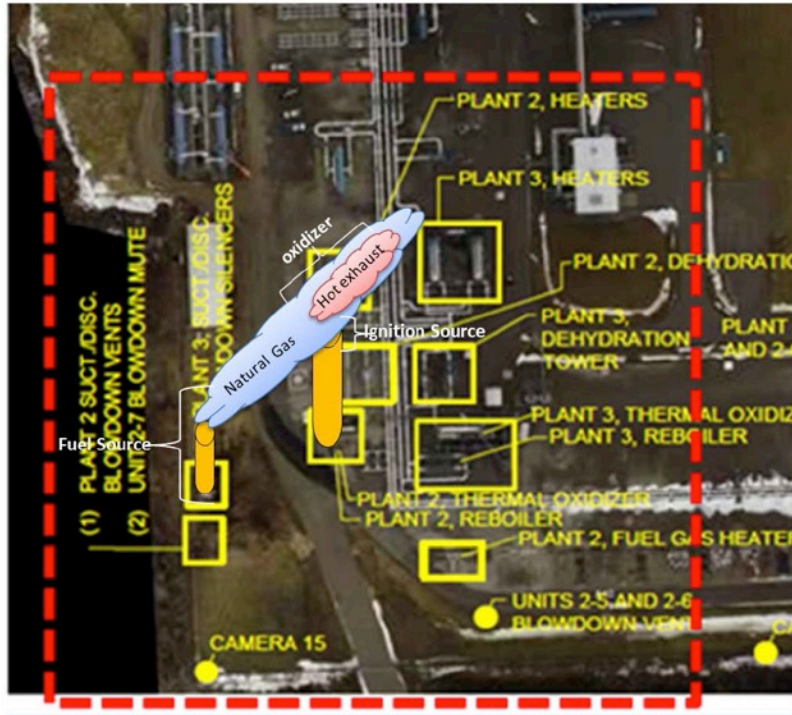 PLANT 2, HEATERS
PLANT 3, HEATERS
oxidizer
Hot exhaust
PLANT 2, DEHYDRATIO
Ignition Source
PLANT 3,
DEHYDRATION
TOWER
PLANT
AND 2-
Natural Gas
Fuel Source
(1) PLANT 2 SUCT./DISC.
BLOWDOWN VENTS
(2) UNIT 2-7 BLOWDOWN MUTE
PLANT 3; SUCT./DISC.
DOWN SILENCERS
PLANT 3, THERMAL OXIDIZ
PLANT 3, REBOILER
PLANT 2, THERMAL OXIDIZER
PLANT 2, REBOILER
PLANT 2, FUEL GAS HEATER
UNITS 2-5 AND 2-6
BLOWDOWN VENT
CAMERA 15
CA